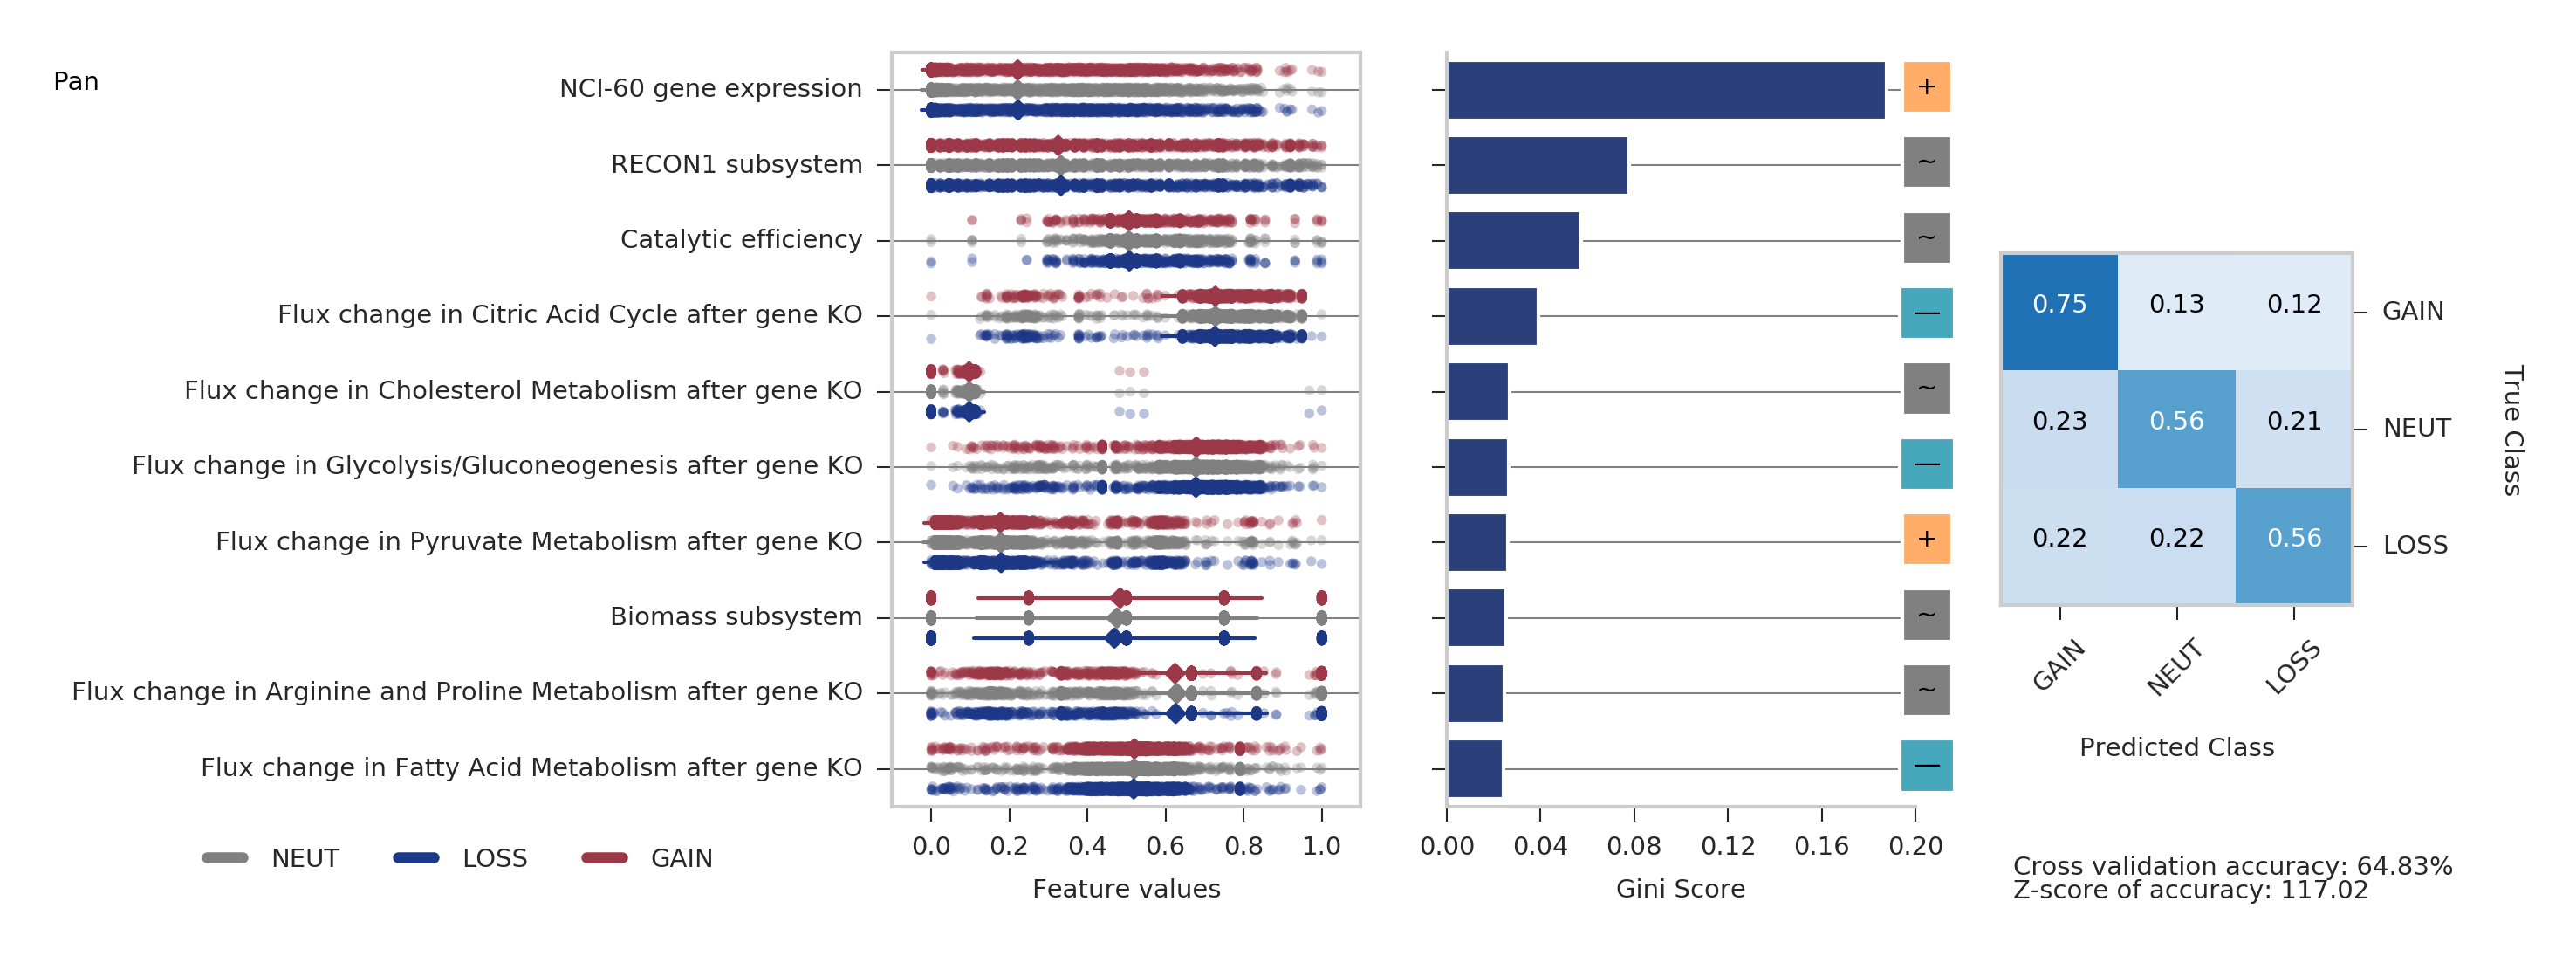 Pan
NCI-60 gene expression
RECON1 subsystem
Catalytic efficiency
Flux change in Citric Acid Cycle after gene KO
Flux change in Cholesterol Metabolism after gene KO
Flux change in Glycolysis/Gluconeogenesis after gene KO
Flux change in Pyruvate Metabolism after gene KO
Biomass subsystem
Flux change in Arginine and Proline Metabolism after gene KO
Flux change in Fatty Acid Metabolism after gene KO
NEUT LOSS GAIN
0.0 0.2 0.4 0.6 0.8 1.0
Feature values
+
~
~
—
~
—
+
~
~
—
0.00 0.04 0.08 0.12 0.16 0.20
Gini Score
0.75 0.13 0.12 GAIN
0.23 0.56 0.21 NEUT
0.22 0.22 0.56 LOSS
True Class
GAIN NEUT LOSS
Predicted Class
Cross validation accuracy: 64.83%
Z-score of accuracy: 117.02